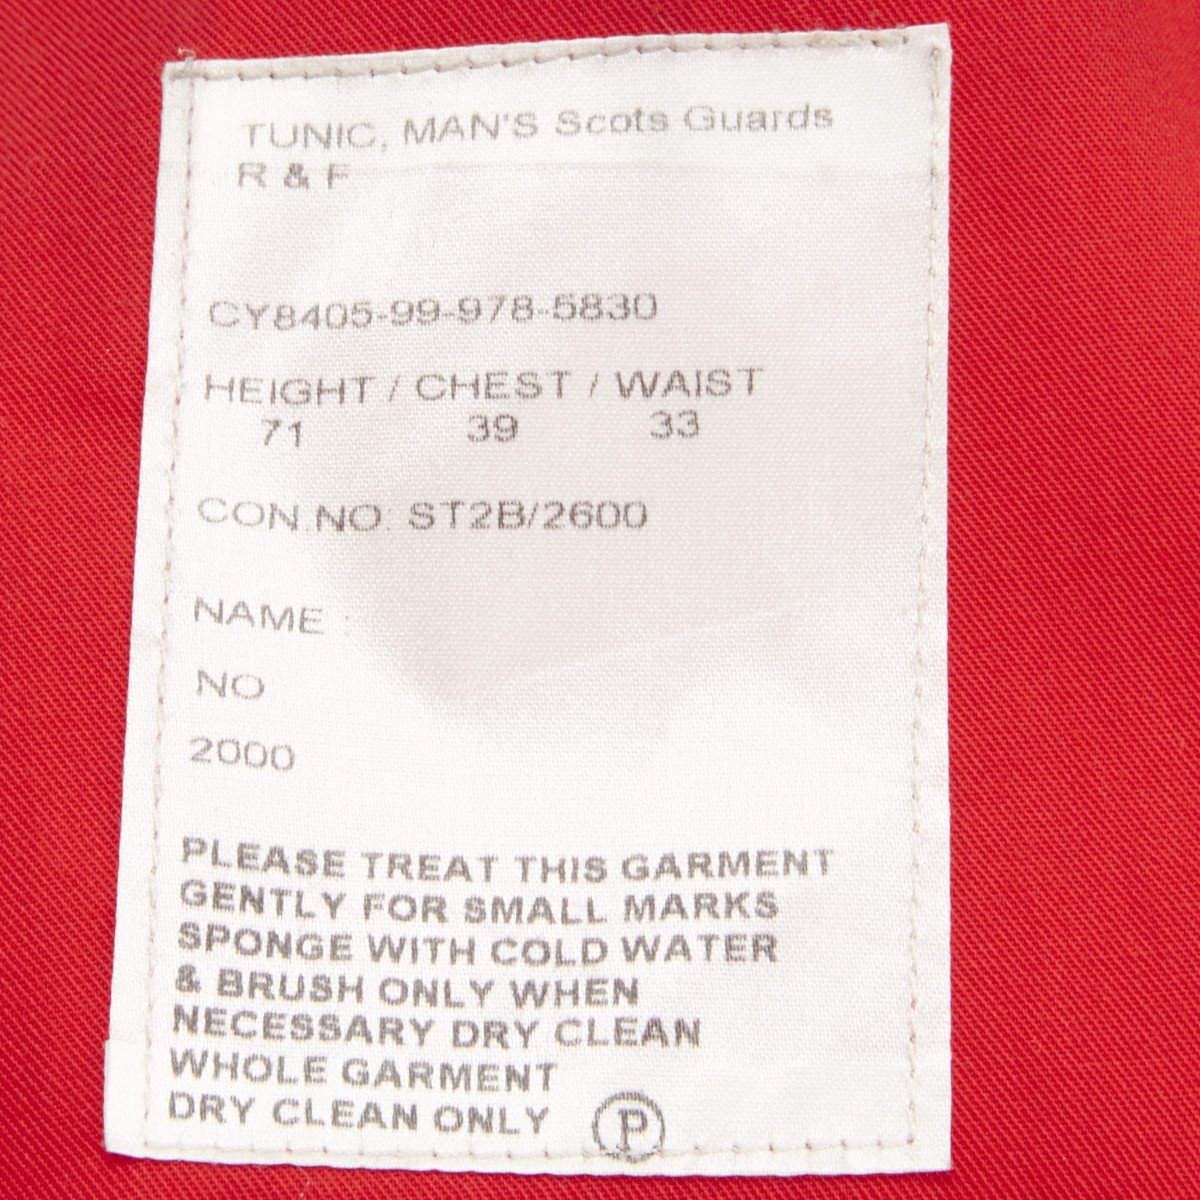 TUNIC, MAN'S Scots Guards
R & F
CY8405-99-978-5830
HEIGHT / CHEST / WAIST
71 39 33
CON.NO. ST2B/2600
NAME :
NO
2000
PLEASE TREAT THIS GARMENT
GENTLY FOR SMALL MARKS
SPONGE WITH COLD WATER
& BRUSH ONLY WHEN
NECESSARY DRY CLEAN
WHOLE GARMENT
DRY CLEAN ONLY P